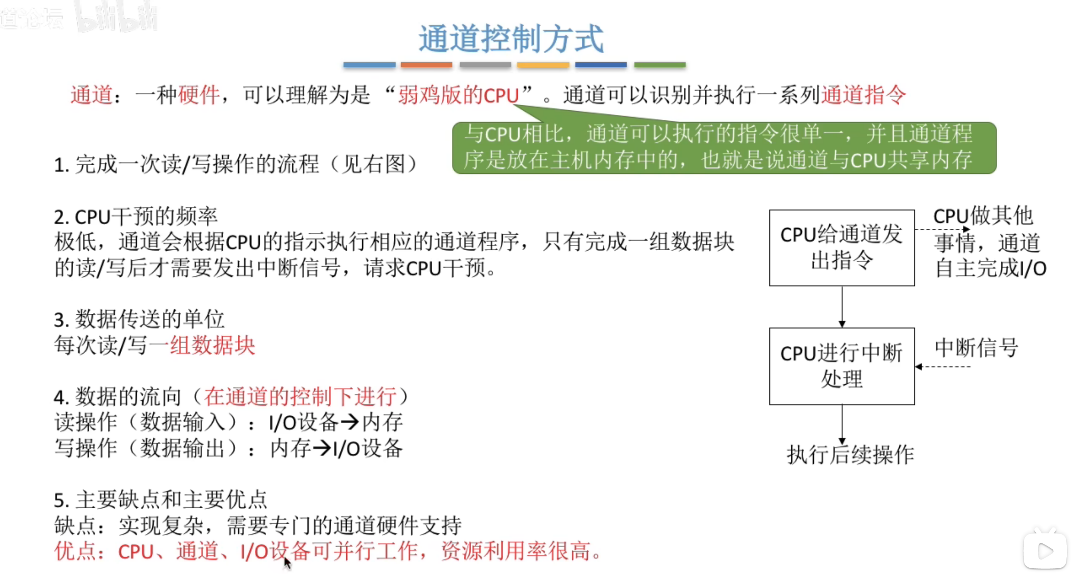 道论坛 bilibili
通道控制方式
通道：一种硬件，可以理解为是“弱鸡版的CPU”。通道可以识别并执行一系列通道指令
与CPU相比，通道可以执行的指令很单一，并且通道程
序是放在主机内存中的，也就是说通道与CPU共享内存
1. 完成一次读/写操作的流程（见右图）
2. CPU干预的频率
极低，通道会根据CPU的指示执行相应的通道程序，只有完成一组数据块
的读/写后才需要发出中断信号，请求CPU干预。
3. 数据传送的单位
每次读/写一组数据块
4. 数据的流向（在通道的控制下进行）
读操作（数据输入）：I/O设备→内存
写操作（数据输出）：内存→I/O设备
5. 主要缺点和主要优点
缺点：实现复杂，需要专门的通道硬件支持
优点：CPU、通道、I/O设备可并行工作，资源利用率很高。
CPU给通道发
出指令
CPU做其他
事情，通道
自主完成I/O
CPU进行中断
处理
中断信号
执行后续操作